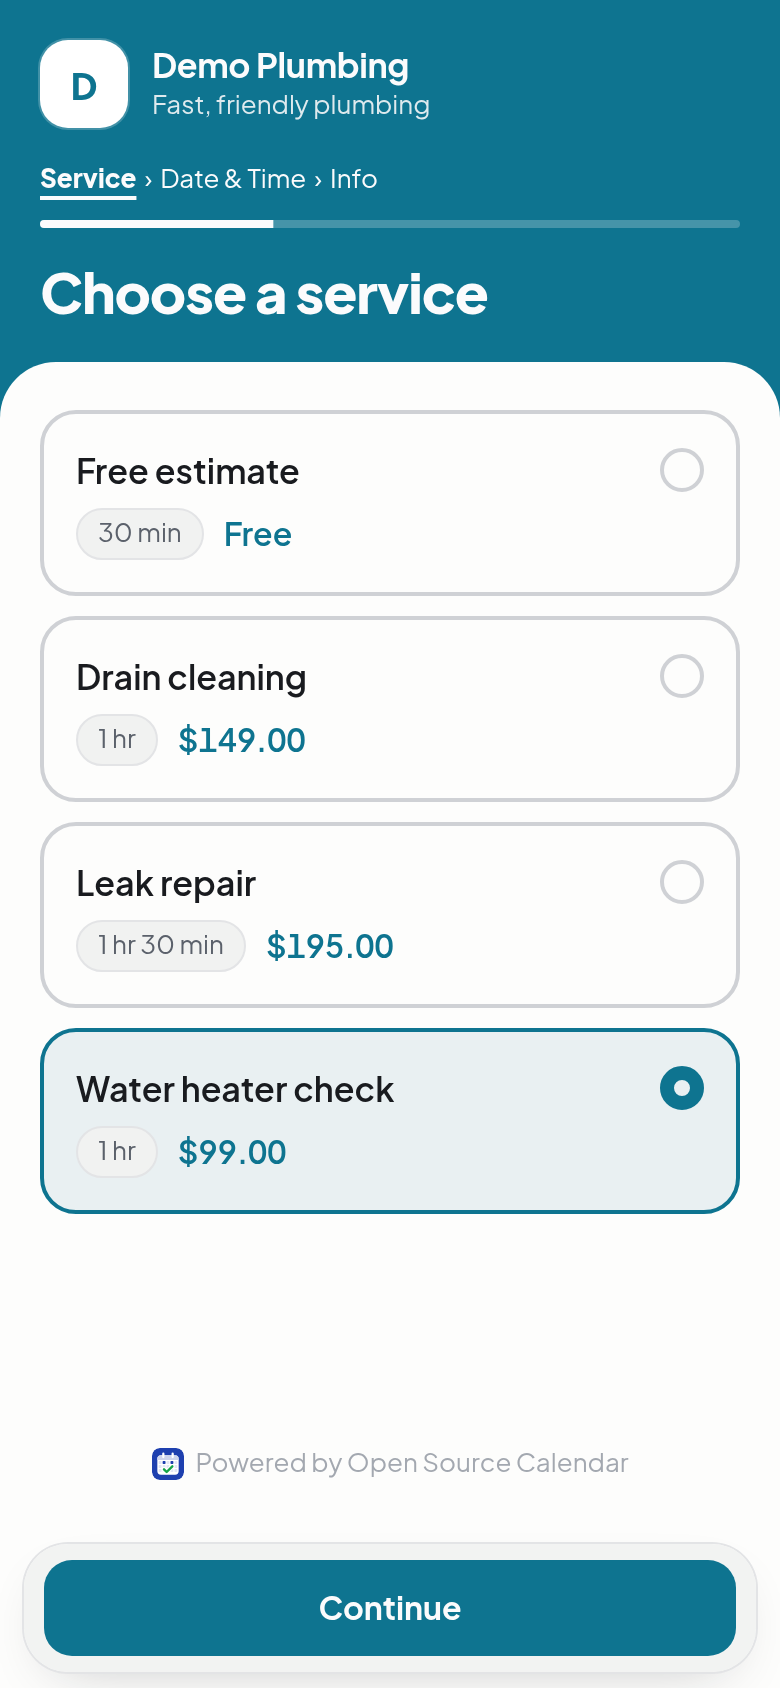 D
Demo Plumbing
Fast, friendly plumbing
Service › Date & Time › Info
Choose a service
Free estimate
30 min Free
Drain cleaning
1 hr $149.00
Leak repair
1 hr 30 min $195.00
Water heater check
1 hr $99.00
Powered by Open Source Calendar
Continue